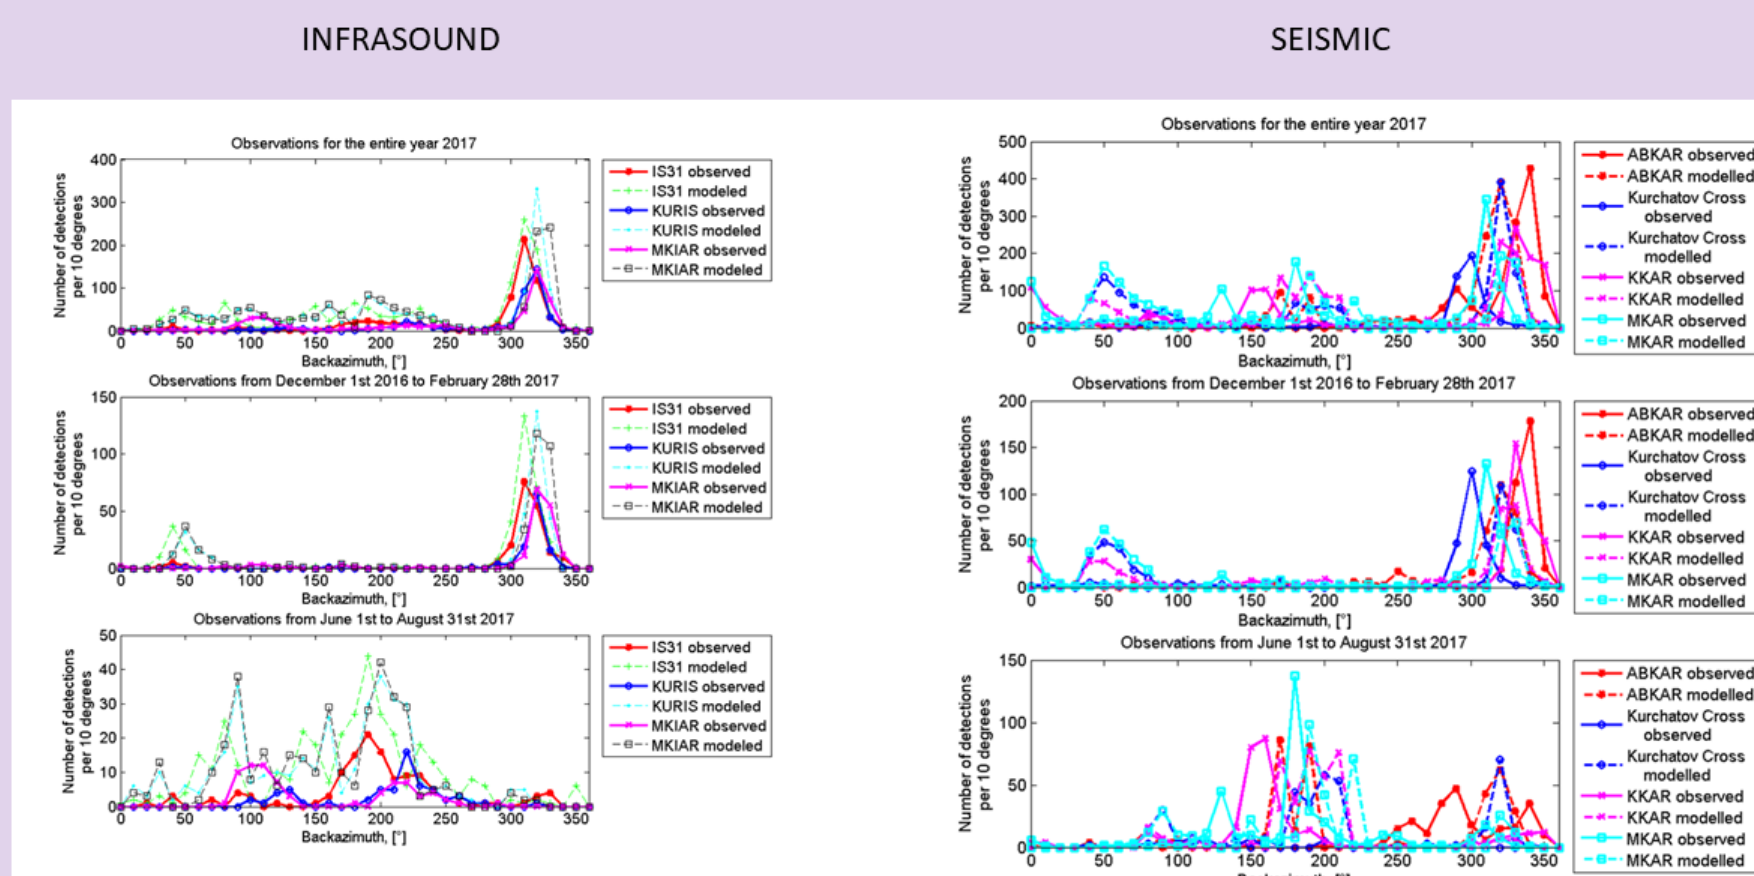 INFRASOUND
SEISMIC
Observations for the entire year 2017
Number of detections
per 10 degrees
400
300
200
100
0
0 50 100 150 200 250 300 350
Backazimuth, [°]
IS31 observed
IS31 modeled
KURIS observed
KURIS modeled
MKIAR observed
MKIAR modeled
Observations from December 1st 2016 to February 28th 2017
Number of detections
per 10 degrees
150
100
50
0
0 50 100 150 200 250 300 350
Backazimuth, [°]
IS31 observed
IS31 modeled
KURIS observed
KURIS modeled
MKIAR observed
MKIAR modeled
Observations from June 1st to August 31st 2017
Number of detections
per 10 degrees
50
40
30
20
10
0
0 50 100 150 200 250 300 350
Backazimuth, [°]
IS31 observed
IS31 modeled
KURIS observed
KURIS modeled
MKIAR observed
MKIAR modeled
Observations for the entire year 2017
Number of detections
per 10 degrees
500
400
300
200
100
0
0 50 100 150 200 250 300 350
Backazimuth, [°]
ABKAR observed
ABKAR modelled
Kurchatov Cross
observed
Kurchatov Cross
modelled
KKAR observed
KKAR modelled
MKAR observed
MKAR modelled
Observations from December 1st 2016 to February 28th 2017
Number of detections
per 10 degrees
200
150
100
50
0
0 50 100 150 200 250 300 350
Backazimuth, [°]
ABKAR observed
ABKAR modelled
Kurchatov Cross
observed
Kurchatov Cross
modelled
KKAR observed
KKAR modelled
MKAR observed
MKAR modelled
Observations from June 1st to August 31st 2017
Number of detections
per 10 degrees
150
100
50
0
0 50 100 150 200 250 300 350
ABKAR observed
ABKAR modelled
Kurchatov Cross
observed
Kurchatov Cross
modelled
KKAR observed
KKAR modelled
MKAR observed
MKAR modelled